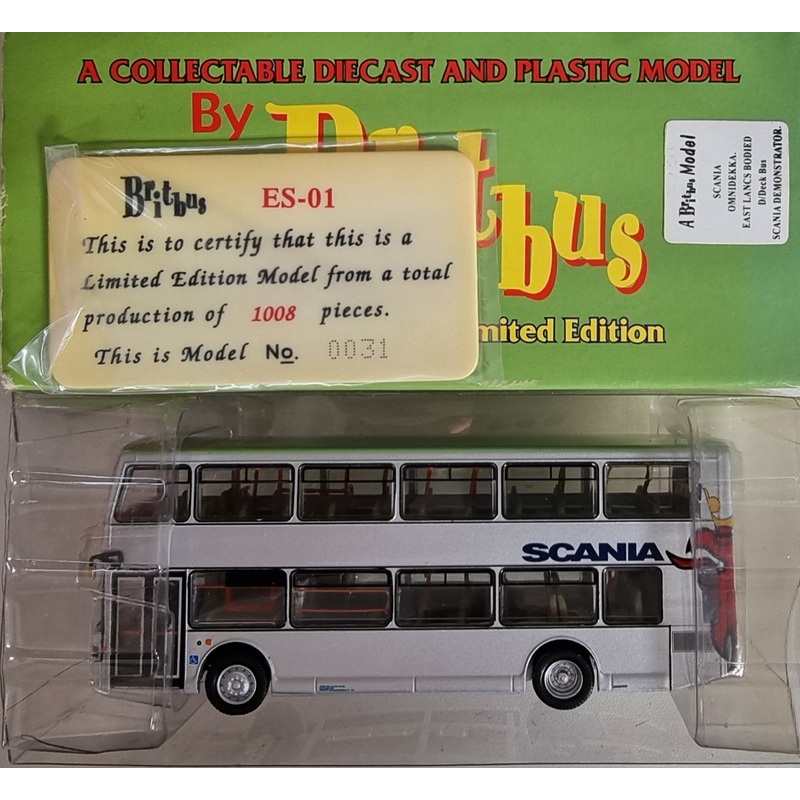 A COLLECTABLE DIECAST AND PLASTIC MODEL
By
Britbus
Limited Edition
A Britbus Model
SCANIA
OMNIDEKKA.
EAST LANCS BODIED
D/Deck Bus
SCANIA DEMONSTRATOR.
Britbus ES-01
This is to certify that this is a
Limited Edition Model from a total
production of 1008 pieces.
This is Model No. 0031
SCANIA